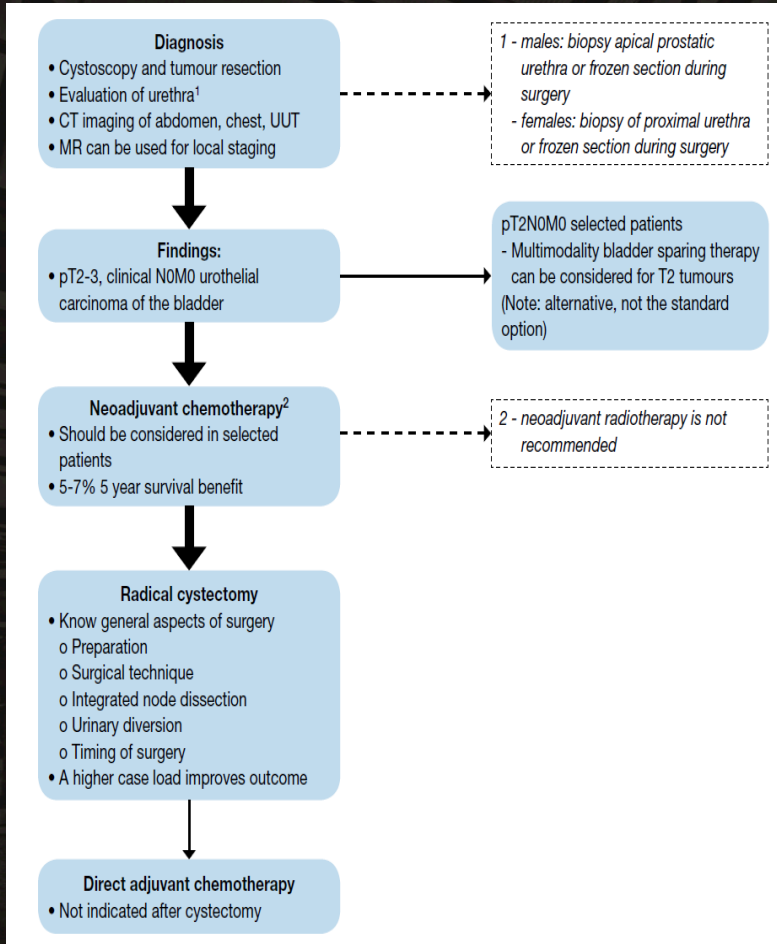 Diagnosis
• Cystoscopy and tumour resection
• Evaluation of urethra¹
• CT imaging of abdomen, chest, UUT
• MR can be used for local staging
1 - males: biopsy apical prostatic
urethra or frozen section during
surgery
- females: biopsy of proximal urethra
or frozen section during surgery
Findings:
• pT2-3, clinical N0M0 urothelial
carcinoma of the bladder
pT2N0M0 selected patients
- Multimodality bladder sparing therapy
can be considered for T2 tumours
(Note: alternative, not the standard
option)
Neoadjuvant chemotherapy²
• Should be considered in selected
patients
• 5-7% 5 year survival benefit
2 - neoadjuvant radiotherapy is not
recommended
Radical cystectomy
• Know general aspects of surgery
o Preparation
o Surgical technique
o Integrated node dissection
o Urinary diversion
o Timing of surgery
• A higher case load improves outcome
Direct adjuvant chemotherapy
• Not indicated after cystectomy